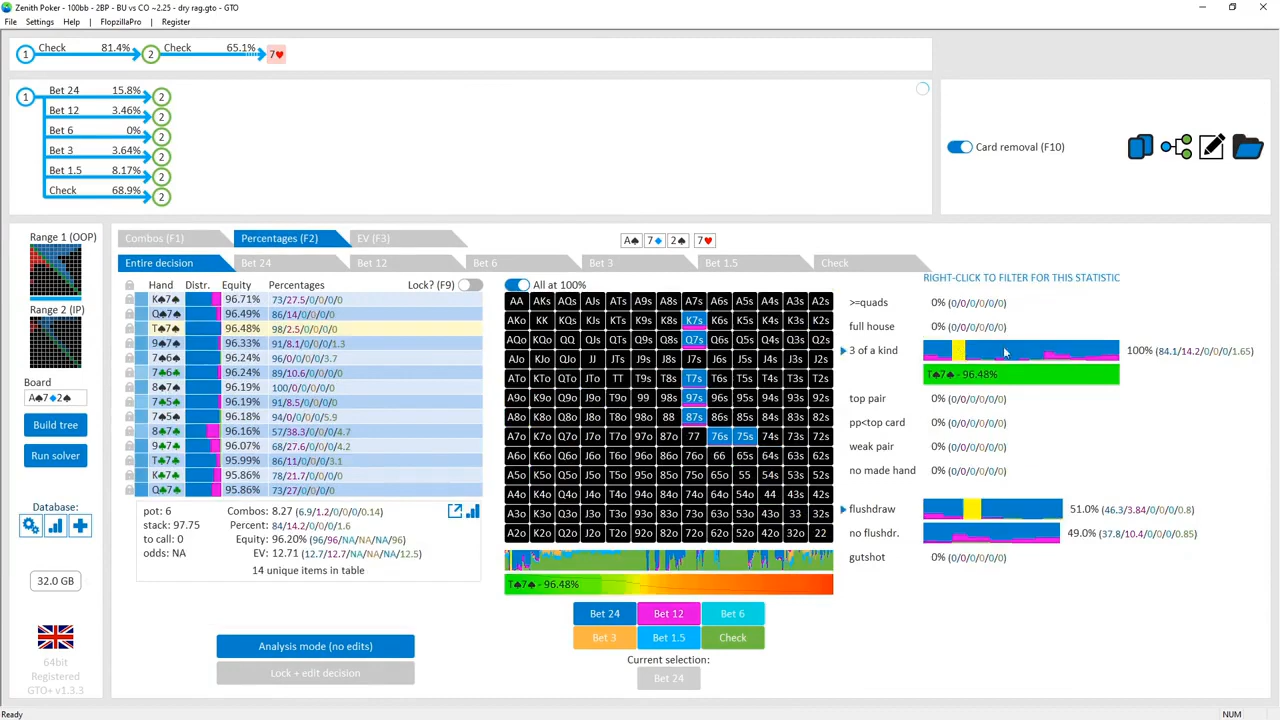 Zenith Poker - 100bb - 2BP - BU vs CO ~2.25 - dry rag.gto - GTO
File Settings Help FlopzillaPro Register
1 Check 81.4% 2 Check 65.1% 7♥
1 Bet 24 15.8% 2
Bet 12 3.46% 2
Bet 6 0% 2
Bet 3 3.64% 2
Bet 1.5 8.17% 2
Check 68.9% 2
Card removal (F10)
Range 1 (OOP)
Range 2 (IP)
Board
A♠7♦2♠
Build tree
Run solver
Database:
32.0 GB
64bit
Registered
GTO+ v1.3.3
Combos (F1) Percentages (F2) EV (F3)
A♠ 7♦ 2♠ 7♥
Entire decision Bet 24 Bet 12 Bet 6 Bet 3 Bet 1.5 Check
Hand Distr. Equity Percentages Lock? (F9)
K♠7♠ 96.71% 73/27.5/0/0/0/0
Q♠7♠ 96.49% 86/14/0/0/0/0
T♠7♠ 96.48% 98/2.5/0/0/0/0
9♠7♠ 96.33% 91/8.1/0/0/0/1.3
7♠6♠ 96.24% 96/0/0/0/0/3.7
7♣6♣ 96.24% 89/10.6/0/0/0/0
8♠7♠ 96.19% 100/0/0/0/0/0
7♣5♣ 96.19% 91/8.5/0/0/0/0
7♠5♠ 96.18% 94/0/0/0/0/5.9
8♣7♣ 96.16% 57/38.3/0/0/0/4.7
9♣7♣ 96.07% 68/27.6/0/0/0/4.2
T♣7♣ 95.99% 86/11/0/0/0/3.1
K♣7♣ 95.86% 78/21.7/0/0/0/0
Q♣7♣ 95.86% 73/27/0/0/0/0
pot: 6
stack: 97.75
to call: 0
odds: NA
Combos: 8.27 (6.9/1.2/0/0/0/0.14)
Percent: 84/14.2/0/0/0/1.6
Equity: 96.20% (96/96/NA/NA/NA/96)
EV: 12.71 (12.7/12.7/NA/NA/NA/12.5)
14 unique items in table
Analysis mode (no edits)
Lock + edit decision
All at 100%
AA AKs AQs AJs ATs A9s A8s A7s A6s A5s A4s A3s A2s
AKo KK KQs KJs KTs K9s K8s K7s K6s K5s K4s K3s K2s
AQo KQo QQ QJs QTs Q9s Q8s Q7s Q6s Q5s Q4s Q3s Q2s
AJo KJo QJo JJ JTs J9s J8s J7s J6s J5s J4s J3s J2s
ATo KTo QTo JTo TT T9s T8s T7s T6s T5s T4s T3s T2s
A9o K9o Q9o J9o T9o 99 98s 97s 96s 95s 94s 93s 92s
A8o K8o Q8o J8o T8o 98o 88 87s 86s 85s 84s 83s 82s
A7o K7o Q7o J7o T7o 97o 87o 77 76s 75s 74s 73s 72s
A6o K6o Q6o J6o T6o 96o 86o 76o 66 65s 64s 63s 62s
A5o K5o Q5o J5o T5o 95o 85o 75o 65o 55 54s 53s 52s
A4o K4o Q4o J4o T4o 94o 84o 74o 64o 54o 44 43s 42s
A3o K3o Q3o J3o T3o 93o 83o 73o 63o 53o 43o 33 32s
A2o K2o Q2o J2o T2o 92o 82o 72o 62o 52o 42o 32o 22
T♠7♠ - 96.48%
Bet 24 Bet 12 Bet 6
Bet 3 Bet 1.5 Check
Current selection:
Bet 24
RIGHT-CLICK TO FILTER FOR THIS STATISTIC
>=quads 0% (0/0/0/0/0/0)
full house 0% (0/0/0/0/0/0)
3 of a kind 100% (84.1/14.2/0/0/0/1.65)
T♠7♠ - 96.48%
top pair 0% (0/0/0/0/0/0)
pp<top card 0% (0/0/0/0/0/0)
weak pair 0% (0/0/0/0/0/0)
no made hand 0% (0/0/0/0/0/0)
flushdraw 51.0% (46.3/3.84/0/0/0/0.8)
no flushdr. 49.0% (37.8/10.4/0/0/0/0.85)
gutshot 0% (0/0/0/0/0/0)
Ready NUM